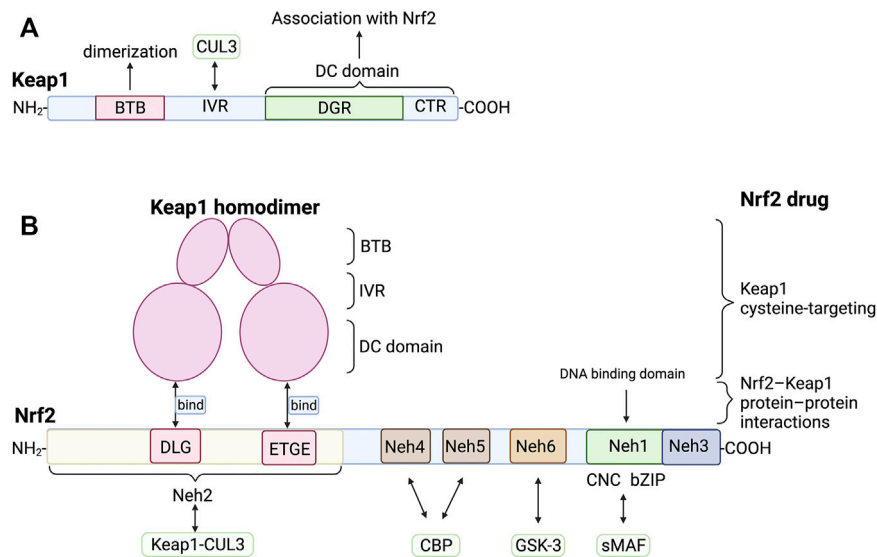 A
Association with Nrf2
dimerization
CUL3
Keap1
DC domain
NH2-
BTB
IVR
DGR
CTR
-COOH
B
Keap1 homodimer
Nrf2 drug
BTB
IVR
DC domain
Keap1
cysteine-targeting
DNA binding domain
Nrf2–Keap1
protein–protein
interactions
bind
bind
Nrf2
NH2-
DLG
ETGE
Neh4
Neh5
Neh6
Neh1
Neh3
-COOH
Neh2
CNC bZIP
Keap1-CUL3
CBP
GSK-3
sMAF